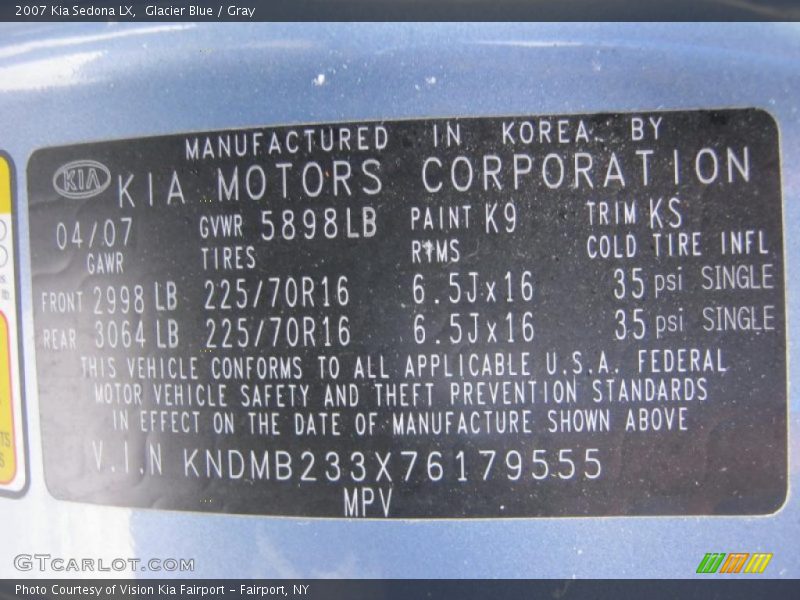 2007 Kia Sedona LX, Glacier Blue / Gray
MANUFACTURED IN KOREA. BY
KIA KIA MOTORS CORPORATION
04/07 GVWR 5898LB PAINT K9 TRIM KS
GAWR TIRES RIMS COLD TIRE INFL
FRONT 2998 LB 225/70R16 6.5Jx16 35 psi SINGLE
REAR 3064 LB 225/70R16 6.5Jx16 35 psi SINGLE
THIS VEHICLE CONFORMS TO ALL APPLICABLE U.S.A. FEDERAL
MOTOR VEHICLE SAFETY AND THEFT PREVENTION STANDARDS
IN EFFECT ON THE DATE OF MANUFACTURE SHOWN ABOVE
V.I.N KNDMB233X76179555
MPV
GTCARLOT.COM
Photo Courtesy of Vision Kia Fairport - Fairport, NY